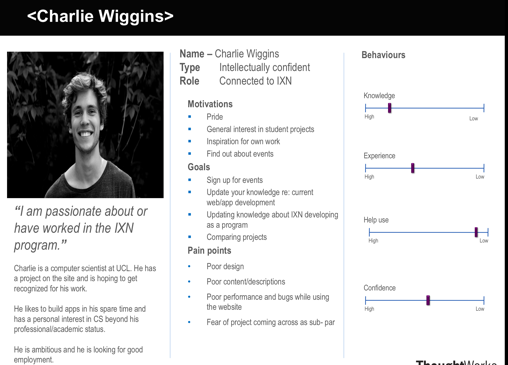 <Charlie Wiggins>
"I am passionate about or
have worked in the IXN
program."
Charlie is a computer scientist at UCL. He has
a project on the site and is hoping to get
recognized for his work.
He likes to build apps in his spare time and
has a personal interest in CS beyond his
professional/academic status.
He is ambitious and he is looking for good
employment.
Name – Charlie Wiggins
Type Intellectually confident
Role Connected to IXN
Motivations
Pride
General interest in student projects
Inspiration for own work
Find out about events
Goals
Sign up for events
Update your knowledge re: current
web/app development
Updating knowledge about IXN developing
as a program
Comparing projects
Pain points
Poor design
Poor content/descriptions
Poor performance and bugs while using
the website
Fear of project coming across as sub- par
Behaviours
Knowledge
High Low
Experience
High Low
Help use
High Low
Confidence
High Low
ThoughtWorks